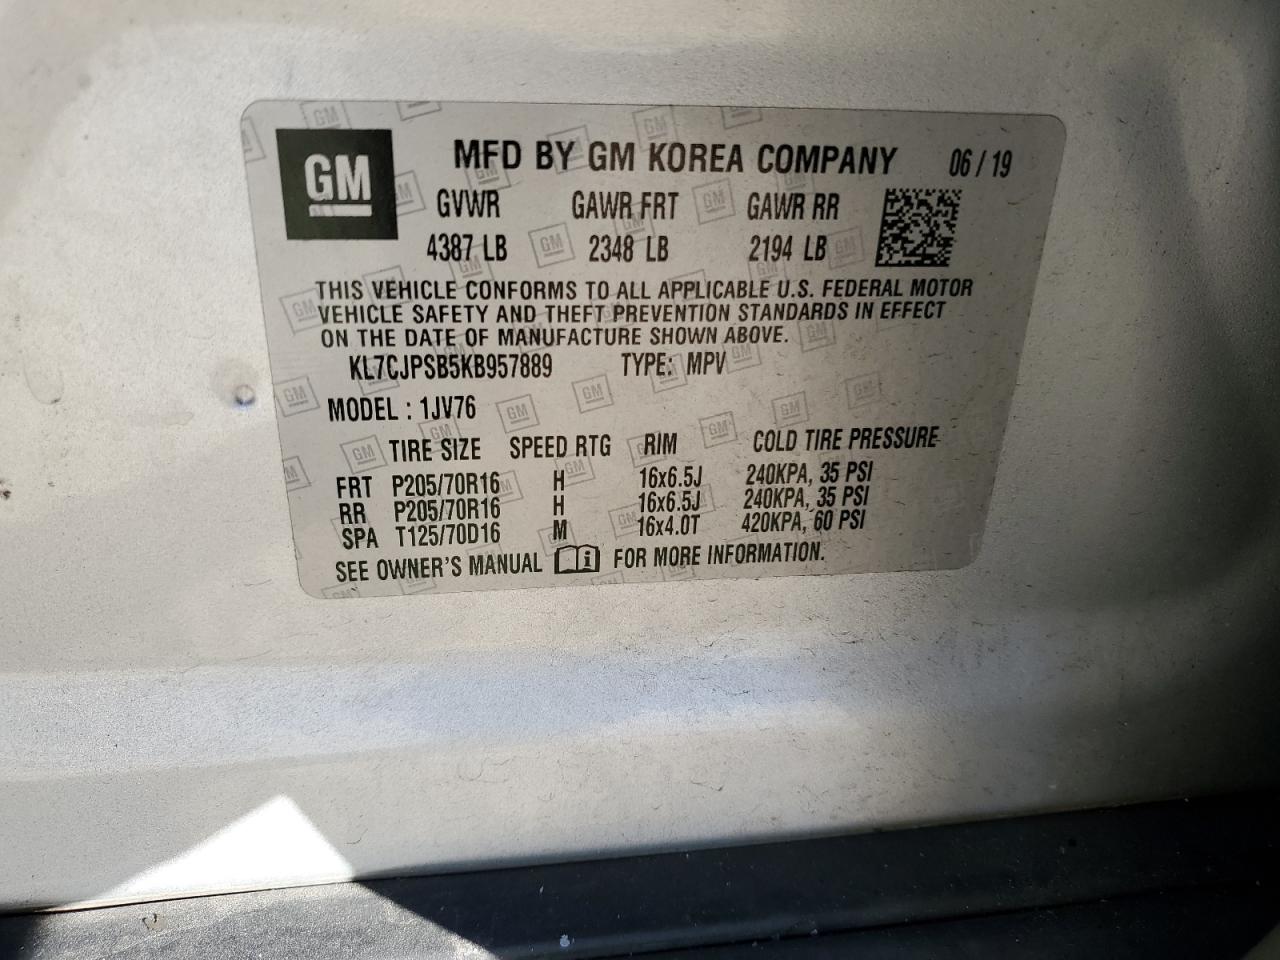 GM MFD BY GM KOREA COMPANY 06/19
GVWR GAWR FRT GAWR RR
4387 LB 2348 LB 2194 LB
THIS VEHICLE CONFORMS TO ALL APPLICABLE U.S. FEDERAL MOTOR
VEHICLE SAFETY AND THEFT PREVENTION STANDARDS IN EFFECT
ON THE DATE OF MANUFACTURE SHOWN ABOVE.
KL7CJPSB5KB957889 TYPE: MPV
MODEL : 1JV76
TIRE SIZE SPEED RTG RIM COLD TIRE PRESSURE
FRT P205/70R16 H 16x6.5J 240KPA, 35 PSI
RR P205/70R16 H 16x6.5J 240KPA, 35 PSI
SPA T125/70D16 M 16x4.0T 420KPA, 60 PSI
SEE OWNER'S MANUAL i FOR MORE INFORMATION.